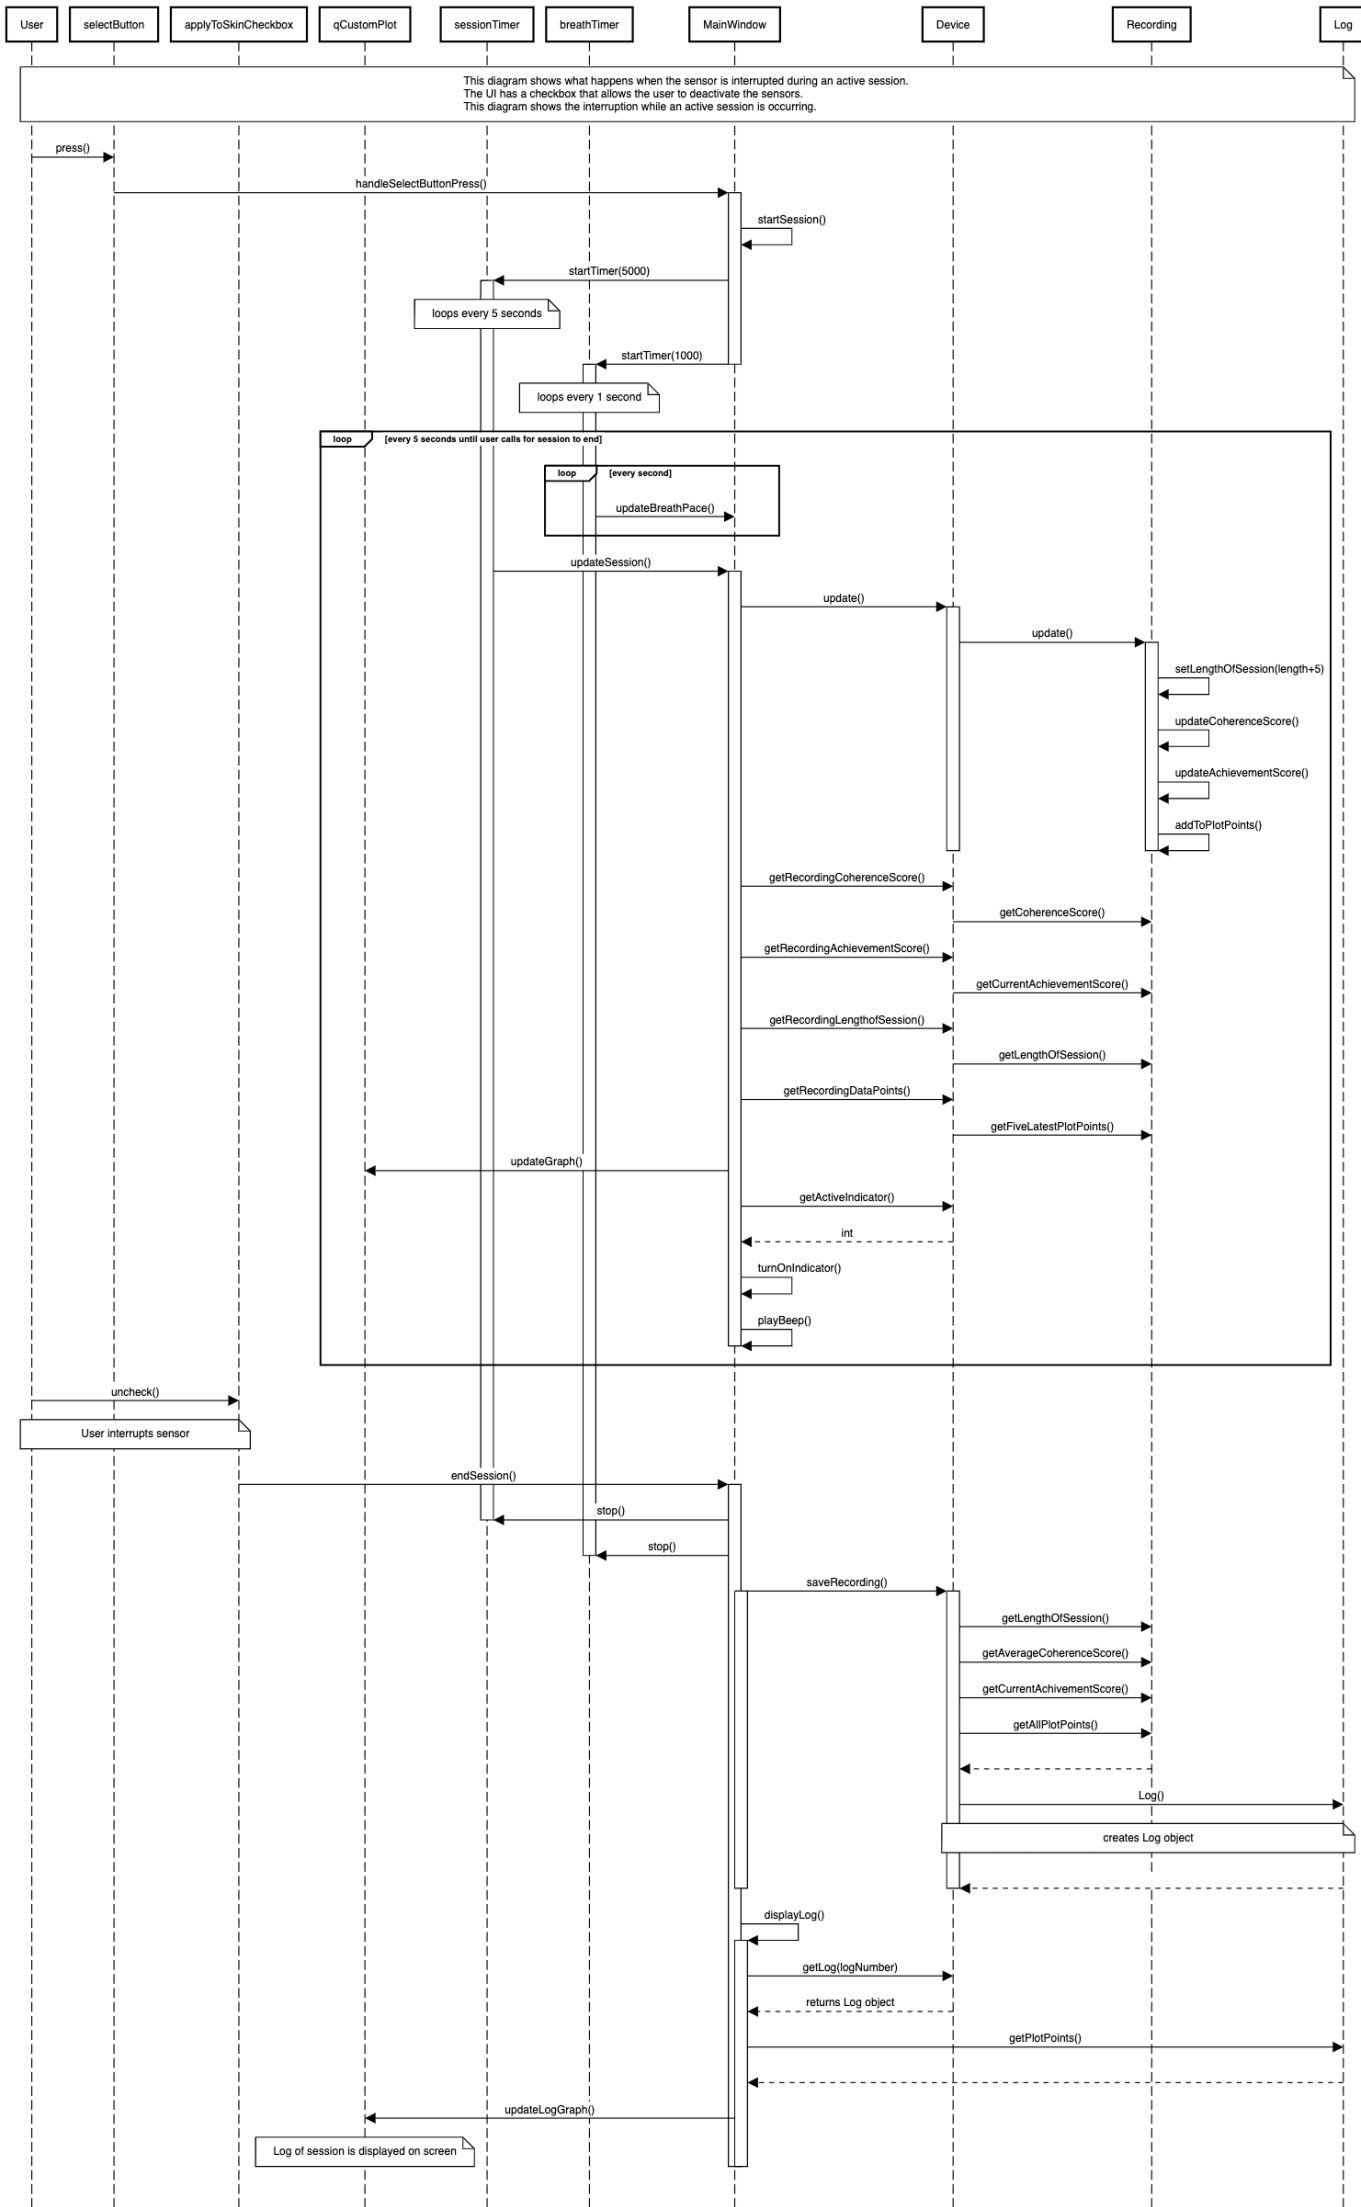 User
selectButton
applyToSkinCheckbox
qCustomPlot
sessionTimer
breathTimer
MainWindow
Device
Recording
Log
This diagram shows what happens when the sensor is interrupted during an active session.
The UI has a checkbox that allows the user to deactivate the sensors.
This diagram shows the interruption while an active session is occurring.
press()
handleSelectButtonPress()
startSession()
startTimer(5000)
loops every 5 seconds
startTimer(1000)
loops every 1 second
loop
[every 5 seconds until user calls for session to end]
loop
[every second]
updateBreathPace()
updateSession()
update()
update()
setLengthOfSession(length+5)
updateCoherenceScore()
updateAchievementScore()
addToPlotPoints()
getRecordingCoherenceScore()
getCoherenceScore()
getRecordingAchievementScore()
getCurrentAchievementScore()
getRecordingLengthofSession()
getLengthOfSession()
getRecordingDataPoints()
getFiveLatestPlotPoints()
updateGraph()
getActiveIndicator()
int
turnOnIndicator()
playBeep()
uncheck()
User interrupts sensor
endSession()
stop()
stop()
saveRecording()
getLengthOfSession()
getAverageCoherenceScore()
getCurrentAchivementScore()
getAllPlotPoints()
Log()
creates Log object
displayLog()
getLog(logNumber)
returns Log object
getPlotPoints()
updateLogGraph()
Log of session is displayed on screen